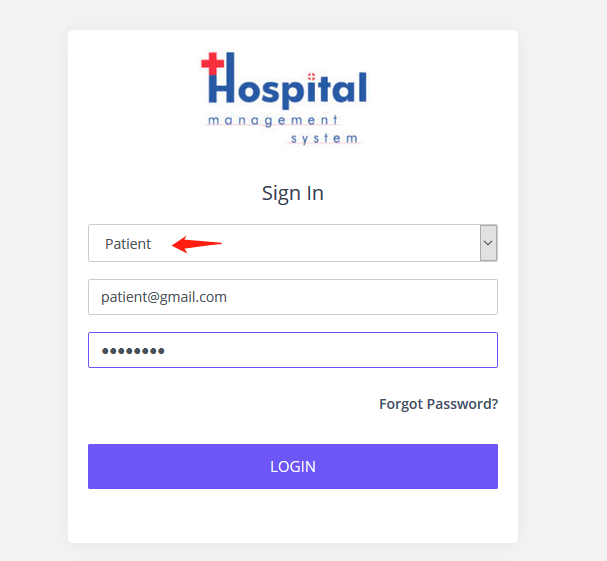 Hospital
management
system
Sign In
Patient
patient@gmail.com
●●●●●●●●
Forgot Password?
LOGIN